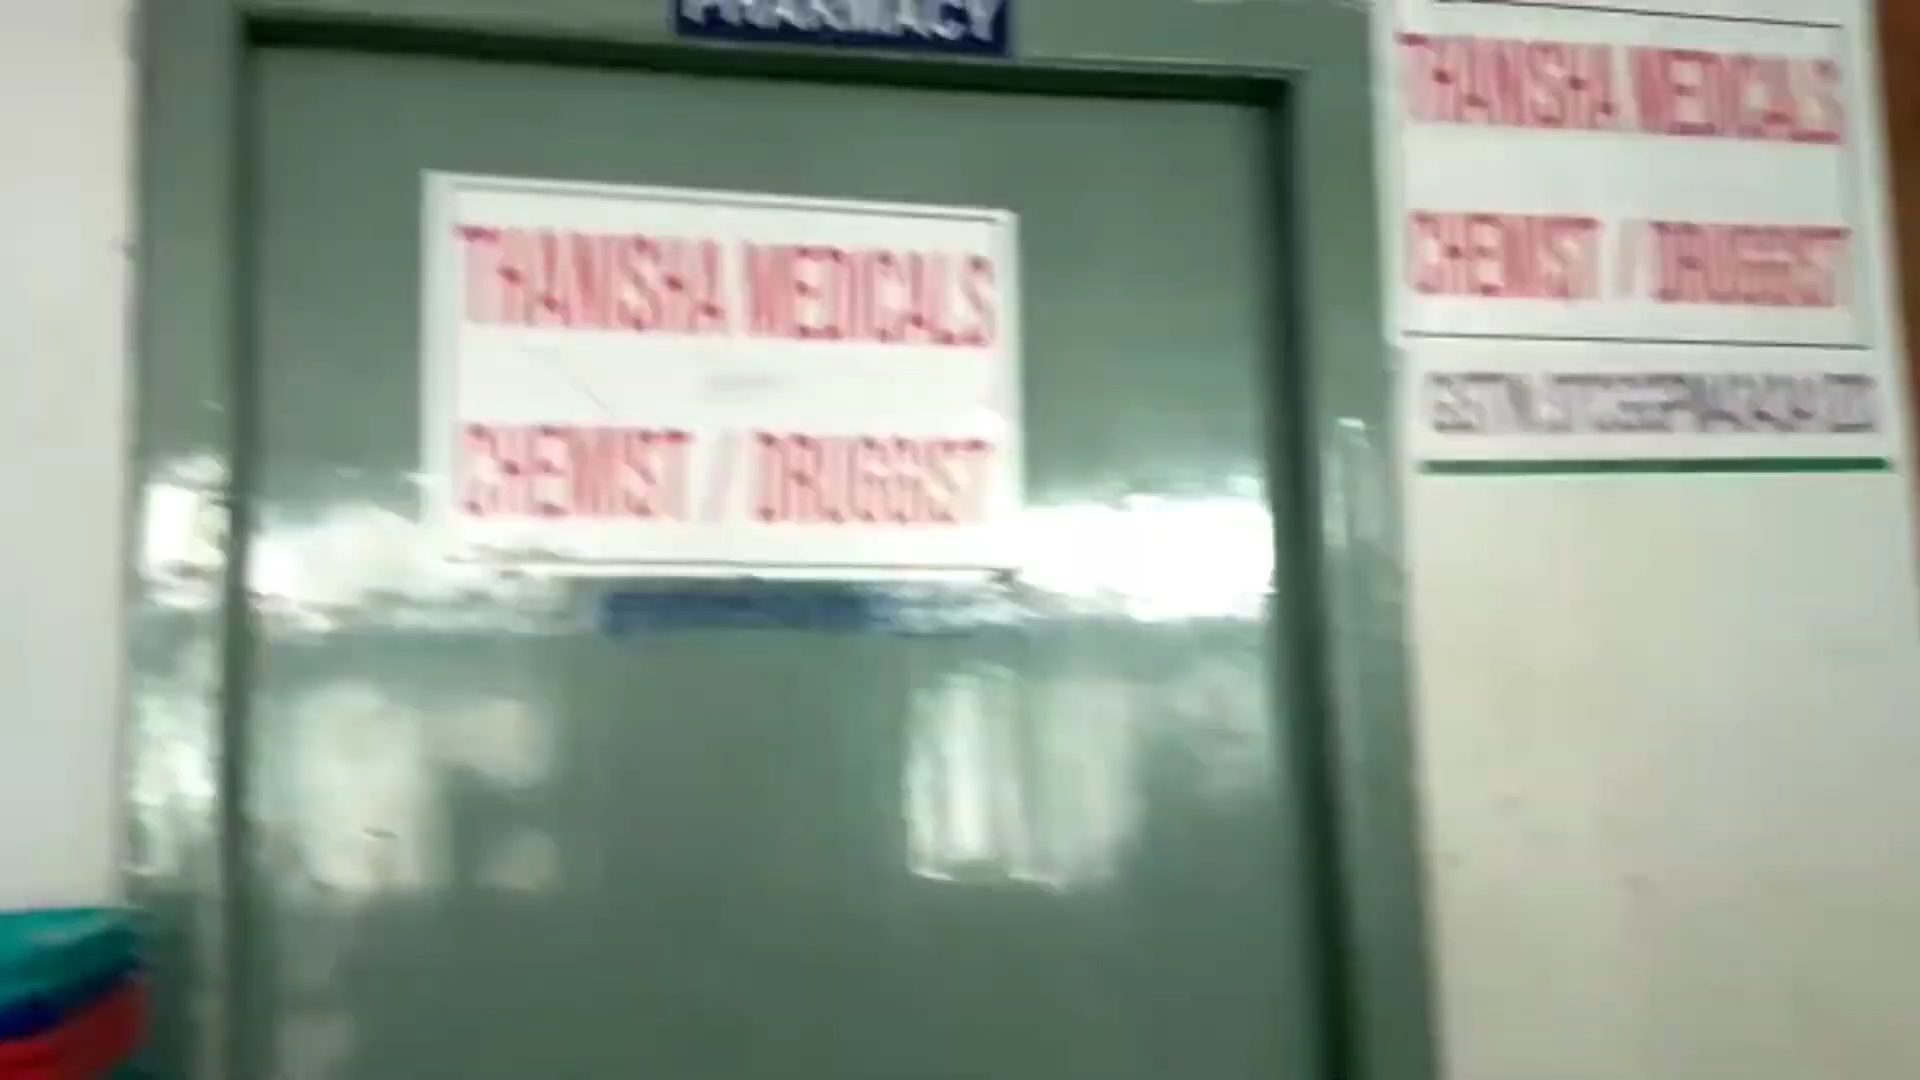 PHARMACY
THANISHA MEDICALS
CHEMIST / DRUGGIST
THANISHA MEDICALS
CHEMIST / DRUGGIST